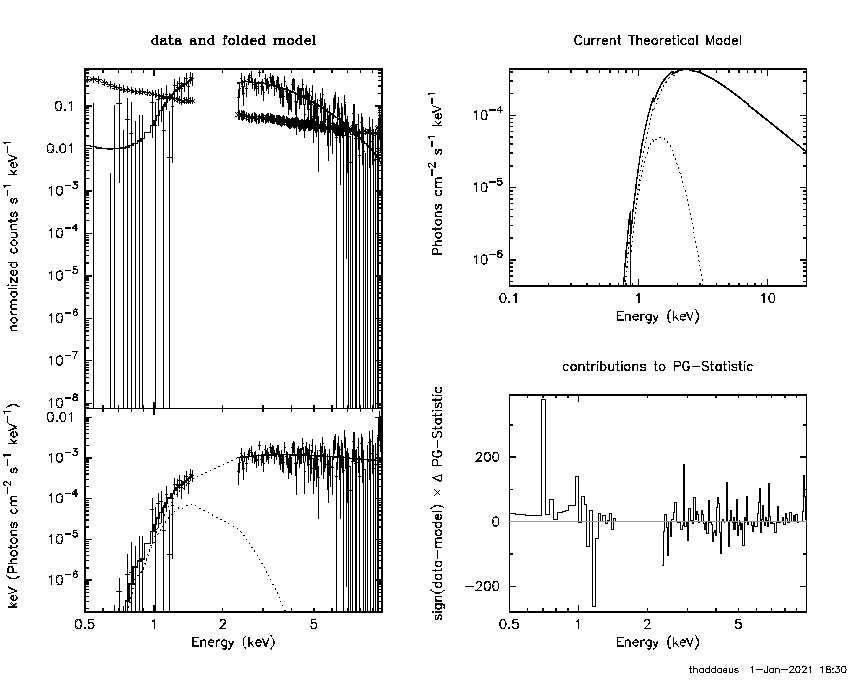 data and folded model
normalized counts s−1 keV−1
0.1
0.01
10−3
10−4
10−5
10−6
10−7
10−8
keV (Photons cm−2 s−1 keV−1)
0.01
10−3
10−4
10−5
10−6
0.5 1 2 5
Energy (keV)
Current Theoretical Model
Photons cm−2 s−1 keV−1
10−4
10−5
10−6
0.1 1 10
Energy (keV)
contributions to PG−Statistic
sign(data−model) × Δ PG−Statistic
200
0
−200
0.5 1 2 5
Energy (keV)
thaddaeus 1−Jan−2021 18:30